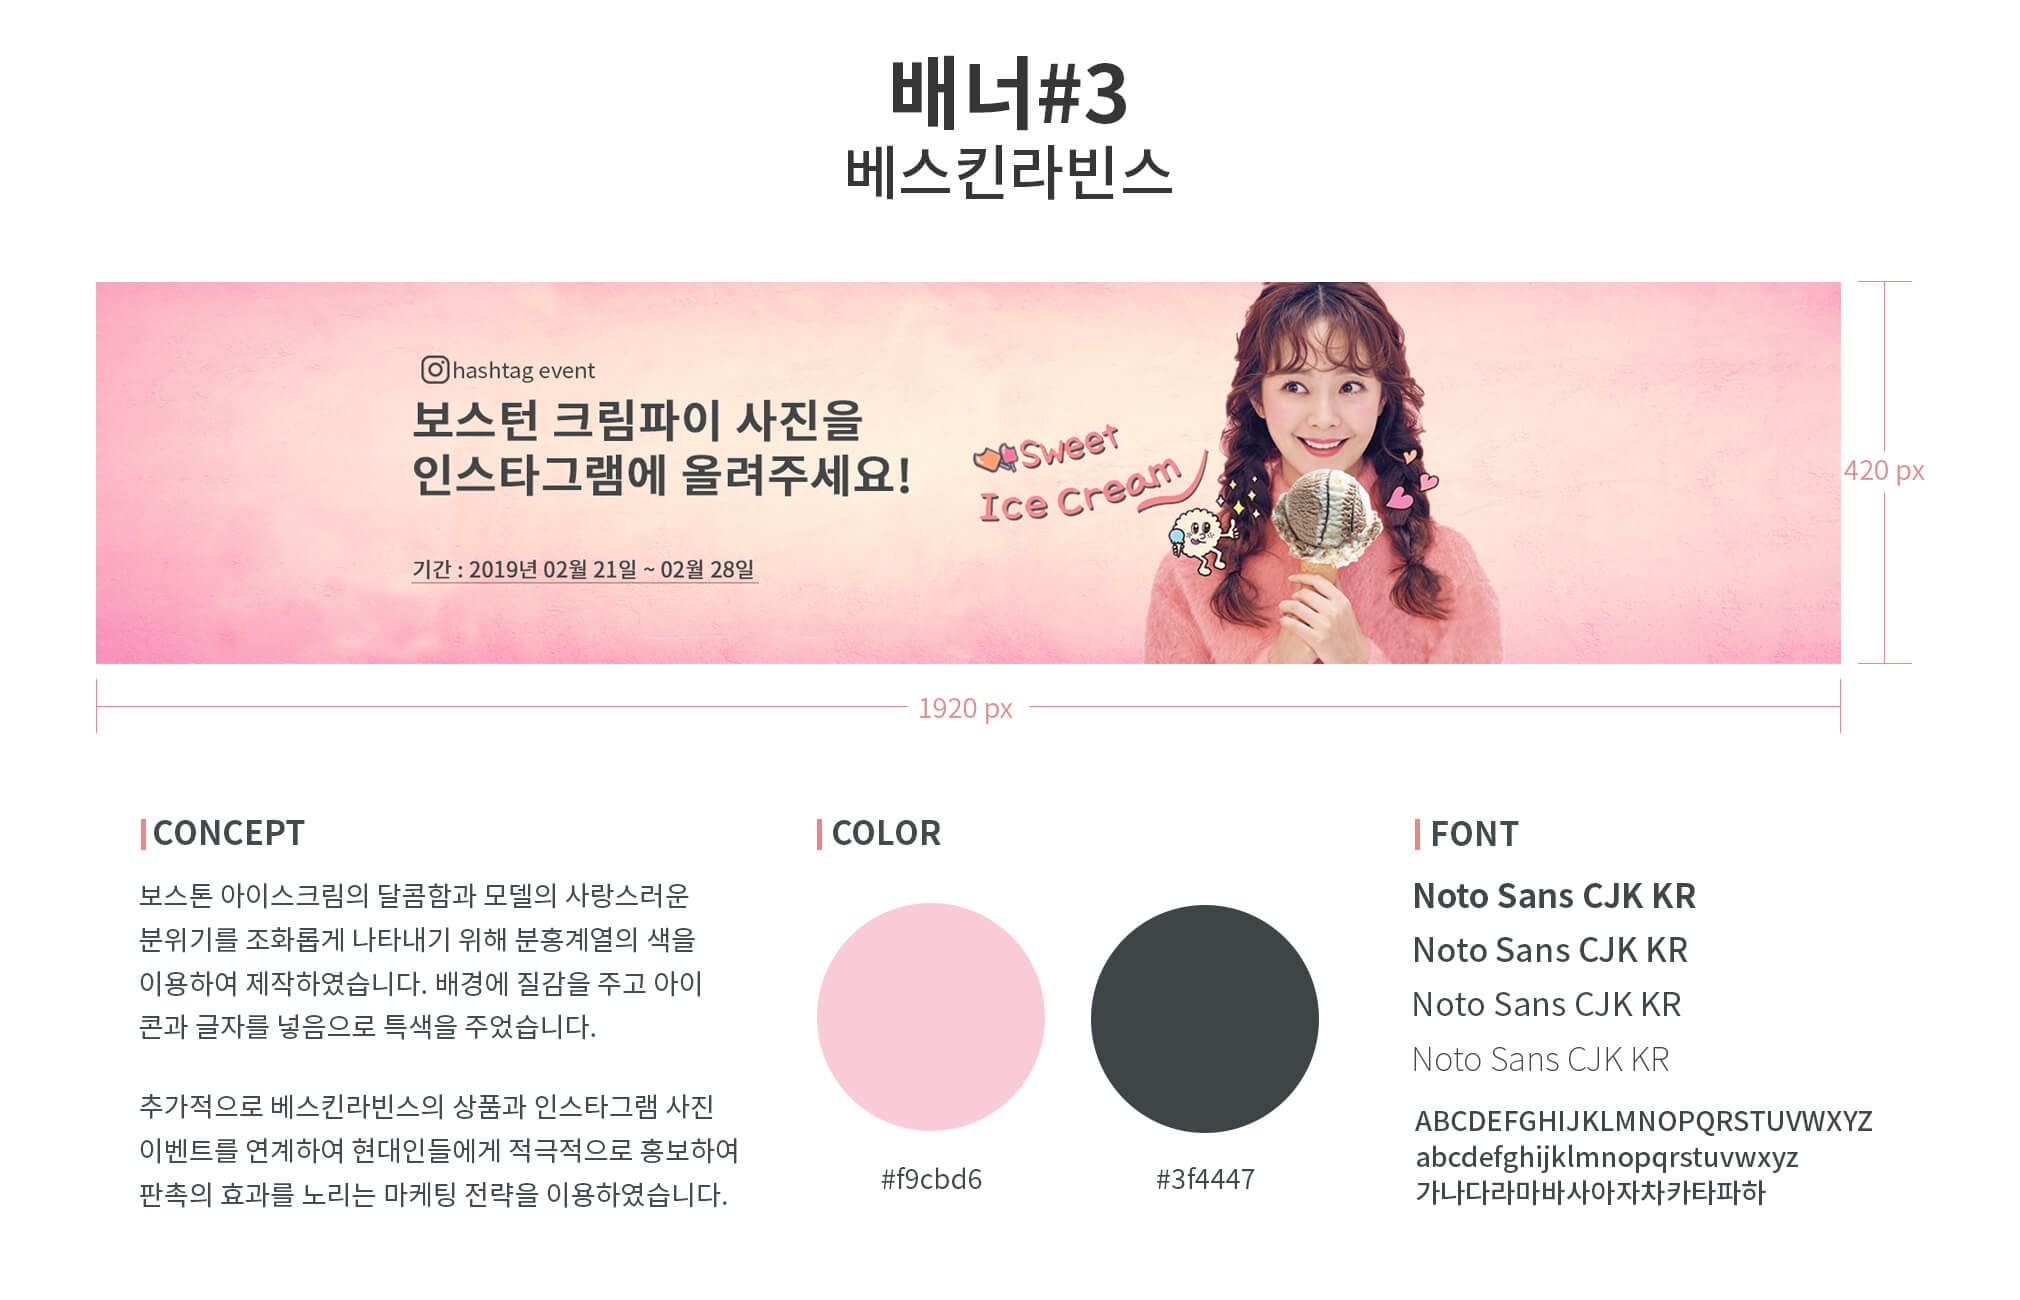 배너#3
베스킨라빈스
hashtag event
보스턴 크림파이 사진을
인스타그램에 올려주세요!
기간 : 2019년 02월 21일 ~ 02월 28일
Sweet
Ice Cream
420 px
1920 px
CONCEPT
보스톤 아이스크림의 달콤함과 모델의 사랑스러운
분위기를 조화롭게 나타내기 위해 분홍계열의 색을
이용하여 제작하였습니다. 배경에 질감을 주고 아이
콘과 글자를 넣음으로 특색을 주었습니다.
추가적으로 베스킨라빈스의 상품과 인스타그램 사진
이벤트를 연계하여 현대인들에게 적극적으로 홍보하여
판촉의 효과를 노리는 마케팅 전략을 이용하였습니다.
COLOR
#f9cbd6
#3f4447
FONT
Noto Sans CJK KR
Noto Sans CJK KR
Noto Sans CJK KR
Noto Sans CJK KR
ABCDEFGHIJKLMNOPQRSTUVWXYZ
abcdefghijklmnopqrstuvwxyz
가나다라마바사아자차카타파하